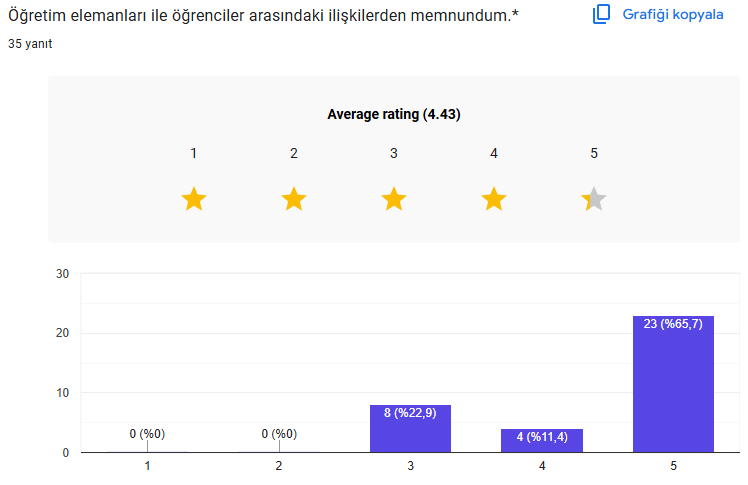 Öğretim elemanları ile öğrenciler arasındaki ilişkilerden memnundum.*
Grafiği kopyala
35 yanıt
Average rating (4.43)
1 2 3 4 5
30
20
10
0
0 (%0)
0 (%0)
8 (%22,9)
4 (%11,4)
23 (%65,7)
1 2 3 4 5